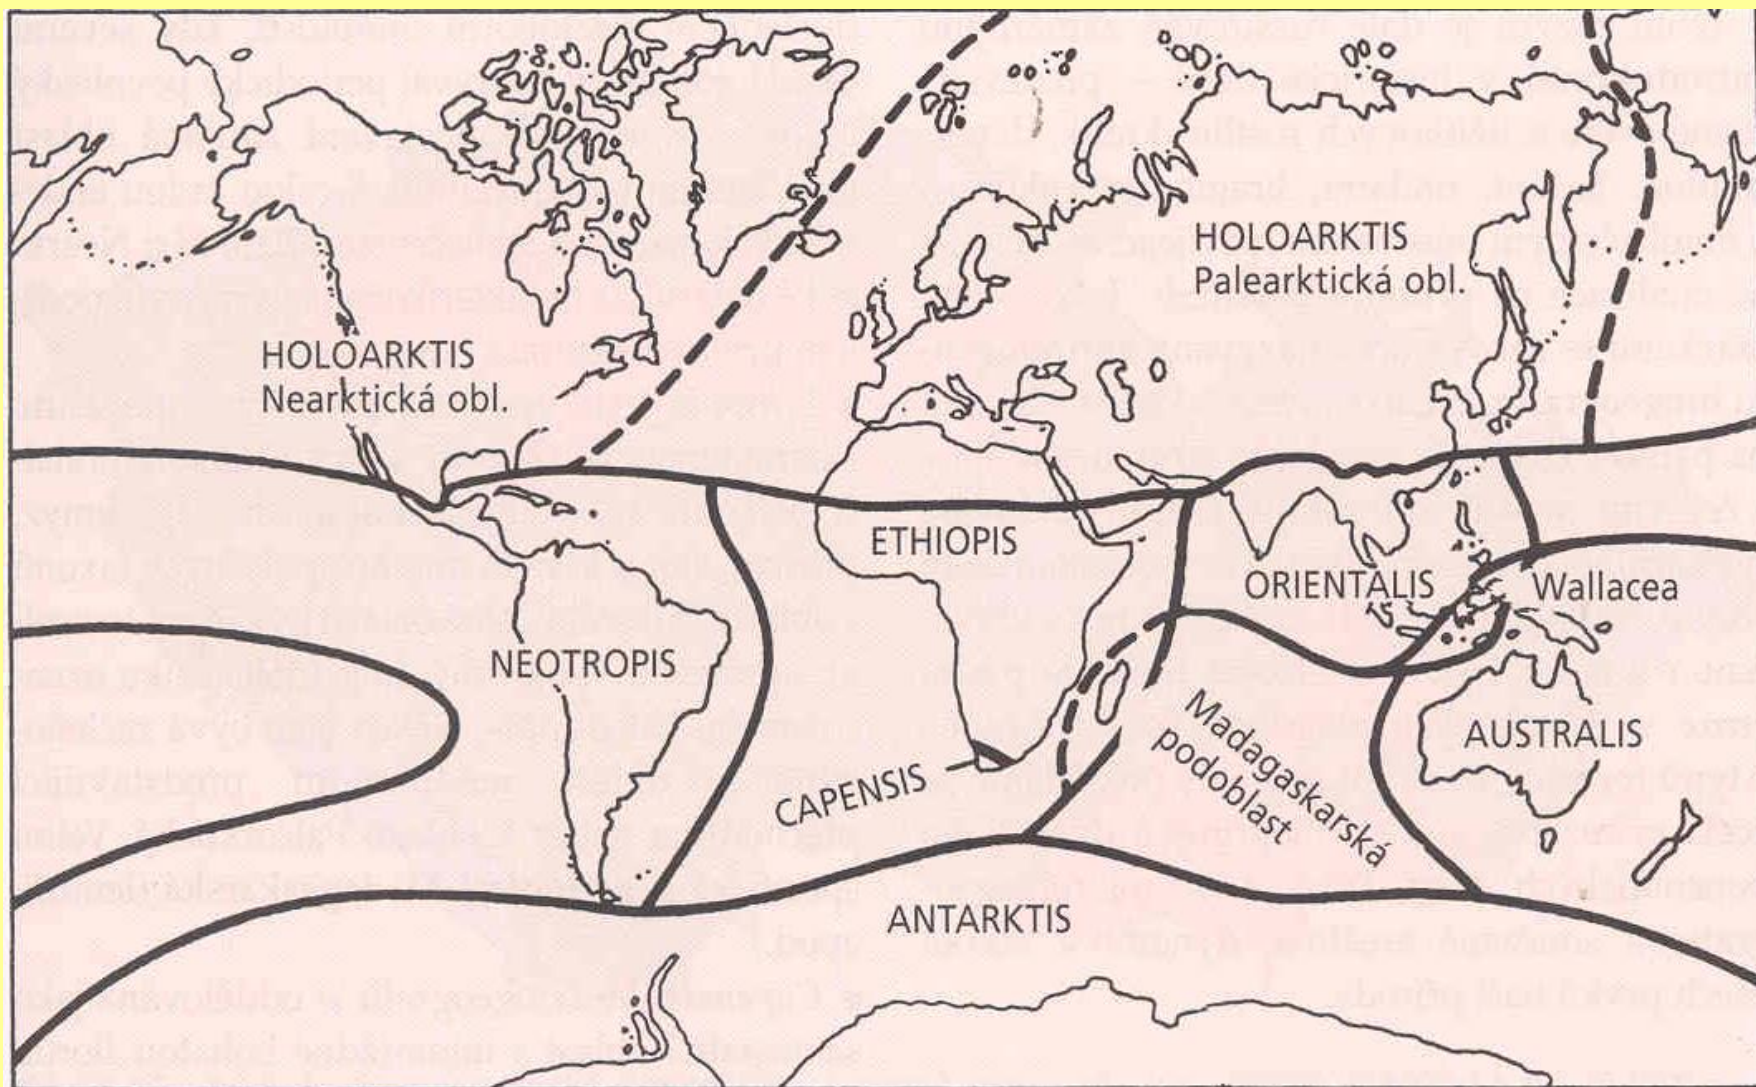 HOLOARKTIS
Palearktická obl.
HOLOARKTIS
Nearktická obl.
ETHIOPIS
ORIENTALIS
Wallacea
NEOTROPIS
Madagaskarská
podoblast
AUSTRALIS
CAPENSIS
ANTARKTIS